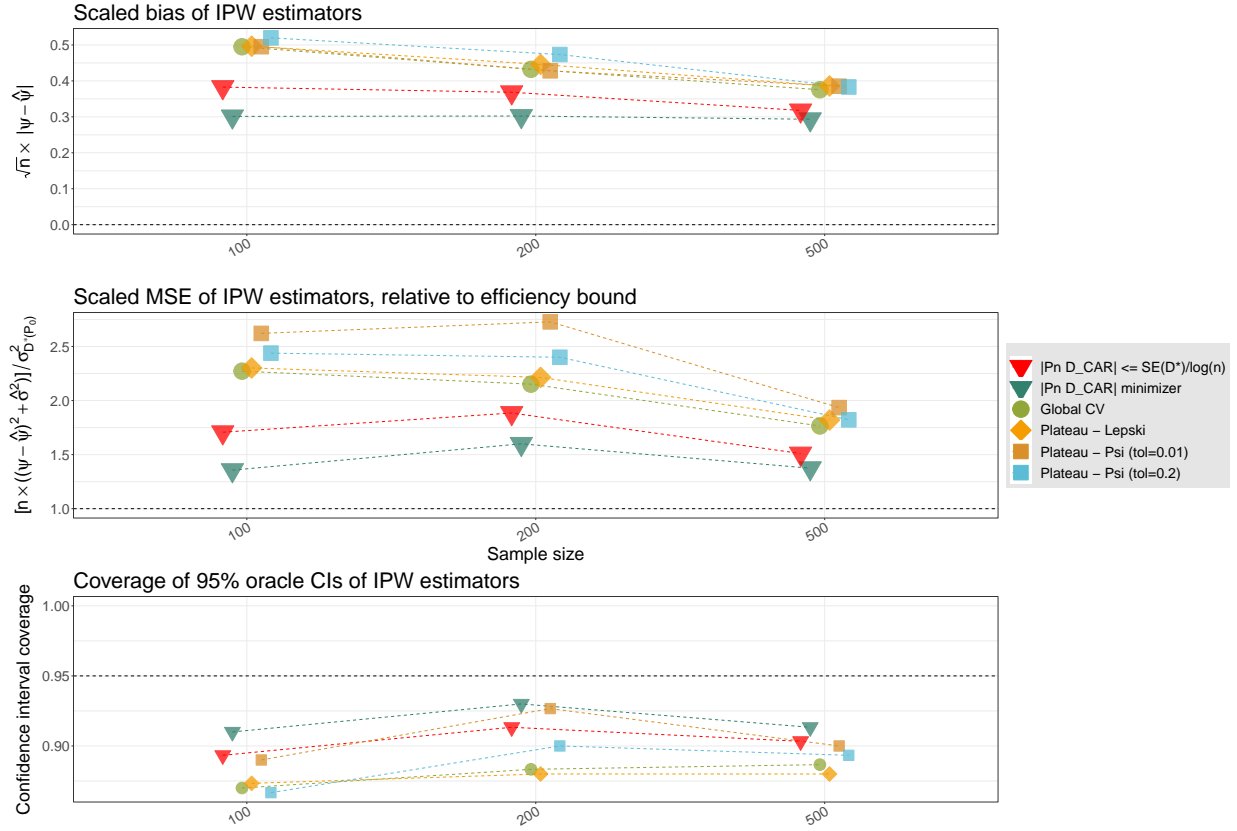 Scaled bias of IPW estimators
√n × |ψ − ψ̂|
0.5
0.4
0.3
0.2
0.1
0.0
100
200
500
Scaled MSE of IPW estimators, relative to efficiency bound
[n × ((ψ − ψ̂)² + σ̂²)] / σ²_D*(P₀)
2.5
2.0
1.5
1.0
100
200
500
Sample size
|Pn D_CAR| <= SE(D*)/log(n)
|Pn D_CAR| minimizer
Global CV
Plateau − Lepski
Plateau − Psi (tol=0.01)
Plateau − Psi (tol=0.2)
Coverage of 95% oracle CIs of IPW estimators
Confidence interval coverage
1.00
0.95
0.90
100
200
500